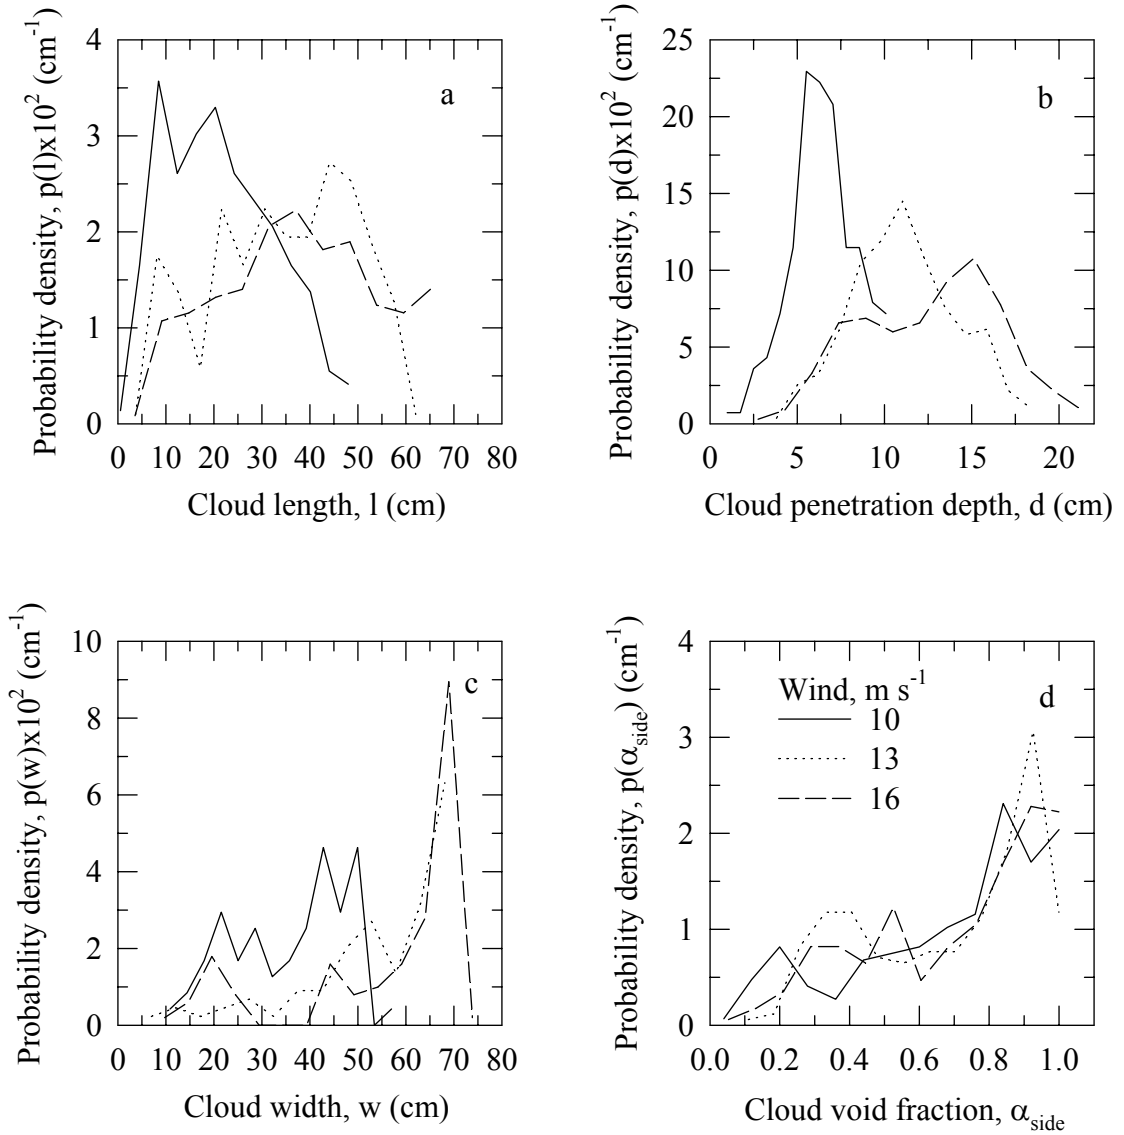 Probability density, p(l)x10² (cm⁻¹)
4
3
2
1
0
a
0 10 20 30 40 50 60 70 80
Cloud length, l (cm)
Probability density, p(d)x10² (cm⁻¹)
25
20
15
10
5
0
b
0 5 10 15 20
Cloud penetration depth, d (cm)
Probability density, p(w)x10² (cm⁻¹)
10
8
6
4
2
0
c
0 10 20 30 40 50 60 70 80
Cloud width, w (cm)
Probability density, p(α_side) (cm⁻¹)
4
3
2
1
0
d
Wind, m s⁻¹
10
13
16
0.0 0.2 0.4 0.6 0.8 1.0
Cloud void fraction, α_side